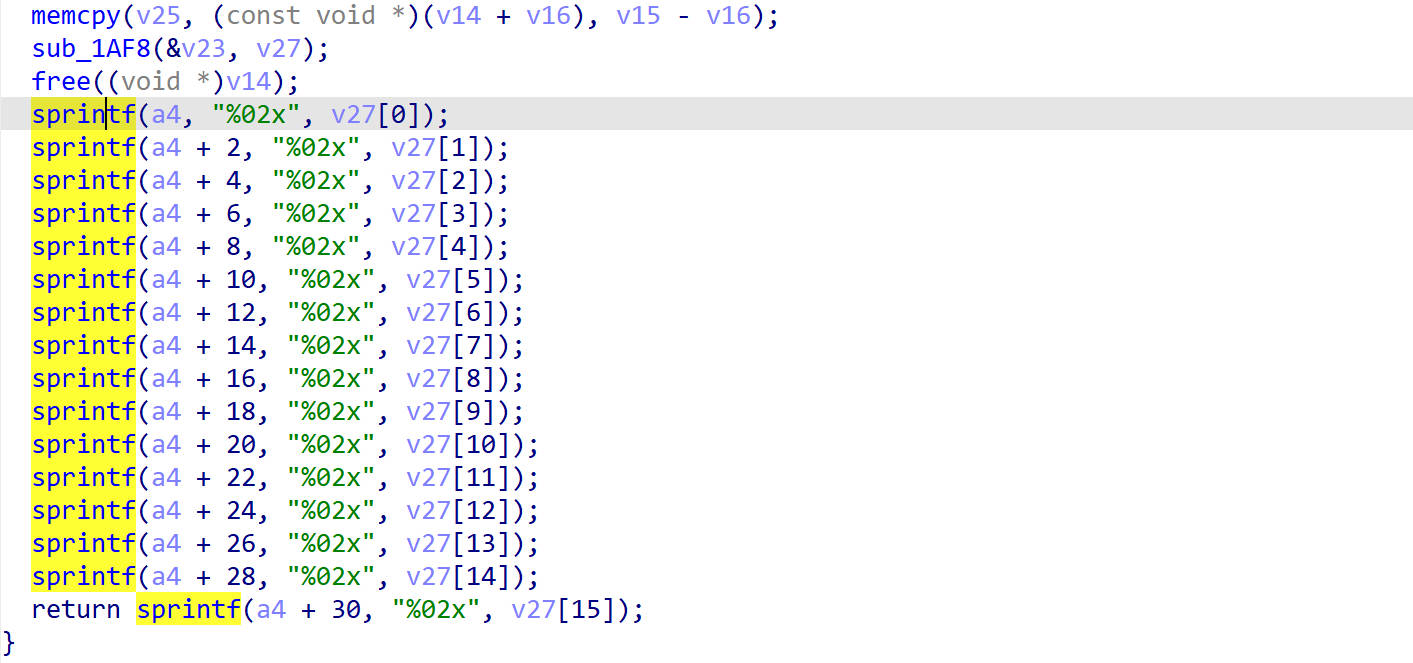 memcpy(v25, (const void *)(v14 + v16), v15 - v16);
sub_1AF8(&v23, v27);
free((void *)v14);
sprintf(a4, "%02x", v27[0]);
sprintf(a4 + 2, "%02x", v27[1]);
sprintf(a4 + 4, "%02x", v27[2]);
sprintf(a4 + 6, "%02x", v27[3]);
sprintf(a4 + 8, "%02x", v27[4]);
sprintf(a4 + 10, "%02x", v27[5]);
sprintf(a4 + 12, "%02x", v27[6]);
sprintf(a4 + 14, "%02x", v27[7]);
sprintf(a4 + 16, "%02x", v27[8]);
sprintf(a4 + 18, "%02x", v27[9]);
sprintf(a4 + 20, "%02x", v27[10]);
sprintf(a4 + 22, "%02x", v27[11]);
sprintf(a4 + 24, "%02x", v27[12]);
sprintf(a4 + 26, "%02x", v27[13]);
sprintf(a4 + 28, "%02x", v27[14]);
return sprintf(a4 + 30, "%02x", v27[15]);
}